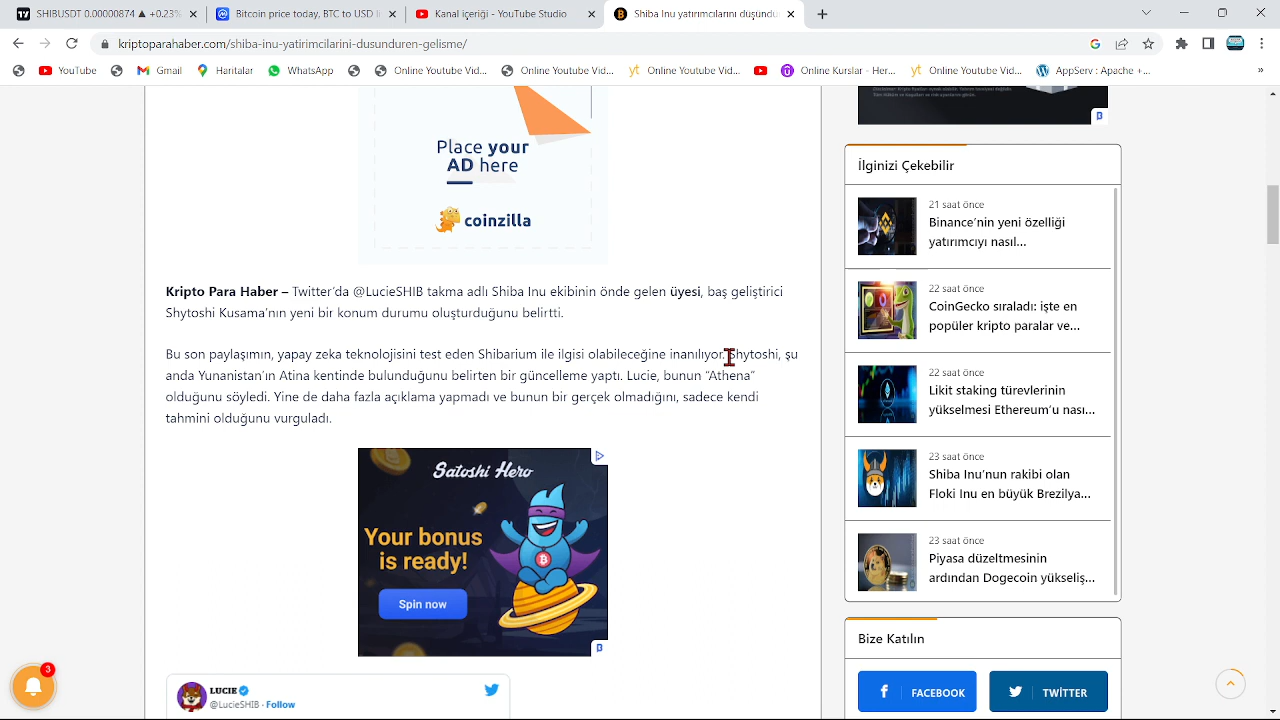 SHIBUSDT 0.00000874 ▲ +0.23%
Bitcoin price today, BTC to USD li
Kanal içeriği - YouTube Studio
Shiba Inu yatırımcılarını düşündü
kriptoparahaber.com/shiba-inu-yatirimcilarini-dusunduren-gelisme/
YouTube
Gmail
Haritalar
WhatsApp
Online Youtube Vid...
Online Youtube Vid...
Online Youtube Vid...
Online Kurslar - Her...
Online Youtube Vid...
AppServ : Apache +...
»
Place your
AD here
coinzilla
Kripto Para Haber – Twitter'da @LucieSHIB takma adlı Shiba Inu ekibinin önde gelen üyesi, baş geliştirici
Shytoshi Kusama'nın yeni bir konum durumu oluşturduğunu belirtti.
Bu son paylaşımın, yapay zeka teknolojisini test eden Shibarium ile ilgisi olabileceğine inanılıyor. Shytoshi, şu
anda Yunanistan'ın Atina kentinde bulunduğunu belirten bir güncelleme yaptı. Lucie, bunun “Athena”
olduğunu söyledi. Yine de daha fazla açıklama yapmadı ve bunun bir gerçek olmadığını, sadece kendi
tahmini olduğunu vurguladı.
Satoshi Hero
Your bonus
is ready!
Spin now
LUCIE
@LucieSHIB · Follow
3
İlginizi Çekebilir
21 saat önce
Binance'nin yeni özelliği
yatırımcıyı nasıl...
22 saat önce
CoinGecko sıraladı: işte en
popüler kripto paralar ve...
22 saat önce
Likit staking türevlerinin
yükselmesi Ethereum'u nası...
23 saat önce
Shiba Inu'nun rakibi olan
Floki Inu en büyük Brezilya...
23 saat önce
Piyasa düzeltmesinin
ardından Dogecoin yükseliş...
Bize Katılın
FACEBOOK
TWİTTER